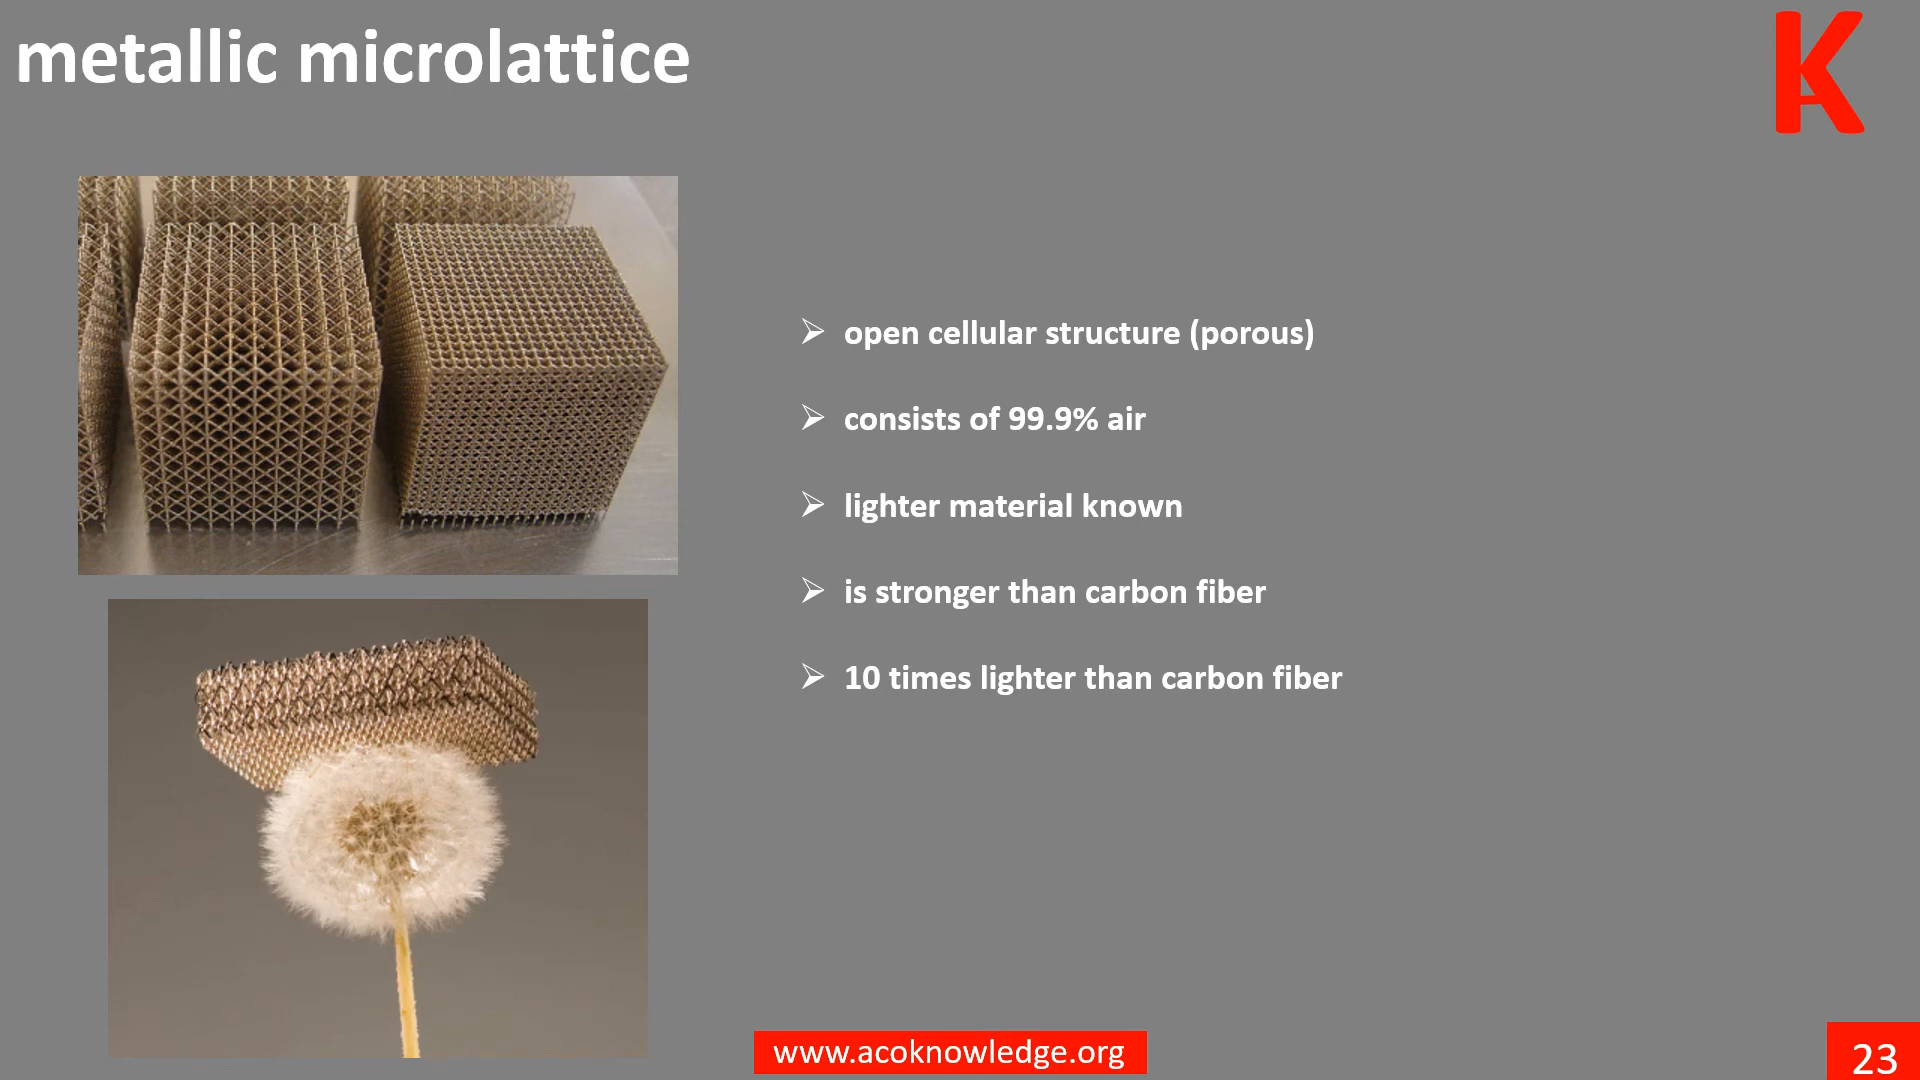 metallic microlattice
K
open cellular structure (porous)
consists of 99.9% air
lighter material known
is stronger than carbon fiber
10 times lighter than carbon fiber
www.acoknowledge.org
23